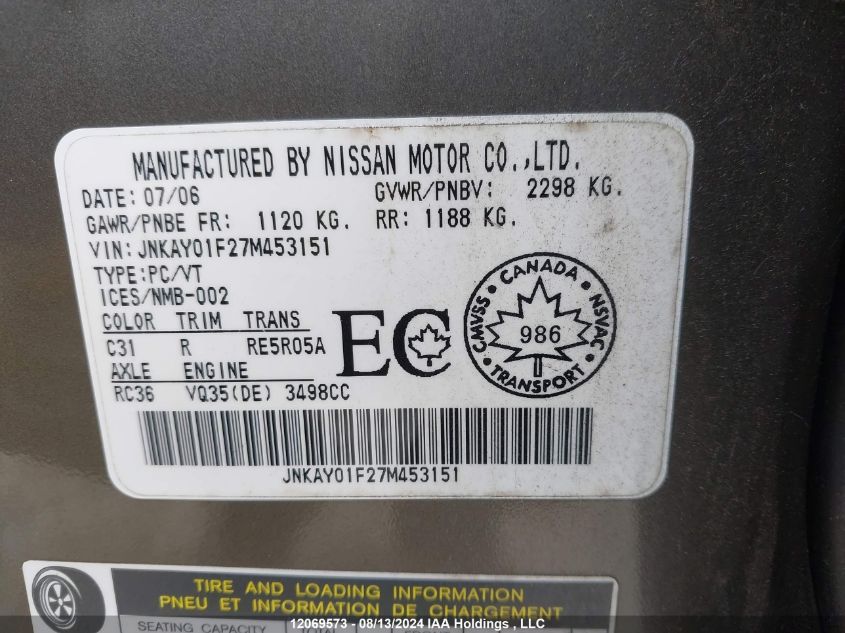 MANUFACTURED BY NISSAN MOTOR CO.,LTD.
DATE: 07/06 GVWR/PNBV: 2298 KG.
GAWR/PNBE FR: 1120 KG. RR: 1188 KG.
VIN: JNKAY01F27M453151
TYPE:PC/VT
ICES/NMB-002
COLOR TRIM TRANS
C31 R RE5R05A
AXLE ENGINE
RC36 VQ35(DE) 3498CC
EC
CANADA
CMVSS
NSVAC
986
TRANSPORT
JNKAY01F27M453151
TIRE AND LOADING INFORMATION
PNEU ET INFORMATION DE CHARGEMENT
SEATING CAPACITY TOTAL
12069573 - 08/13/2024 IAA Holdings, LLC